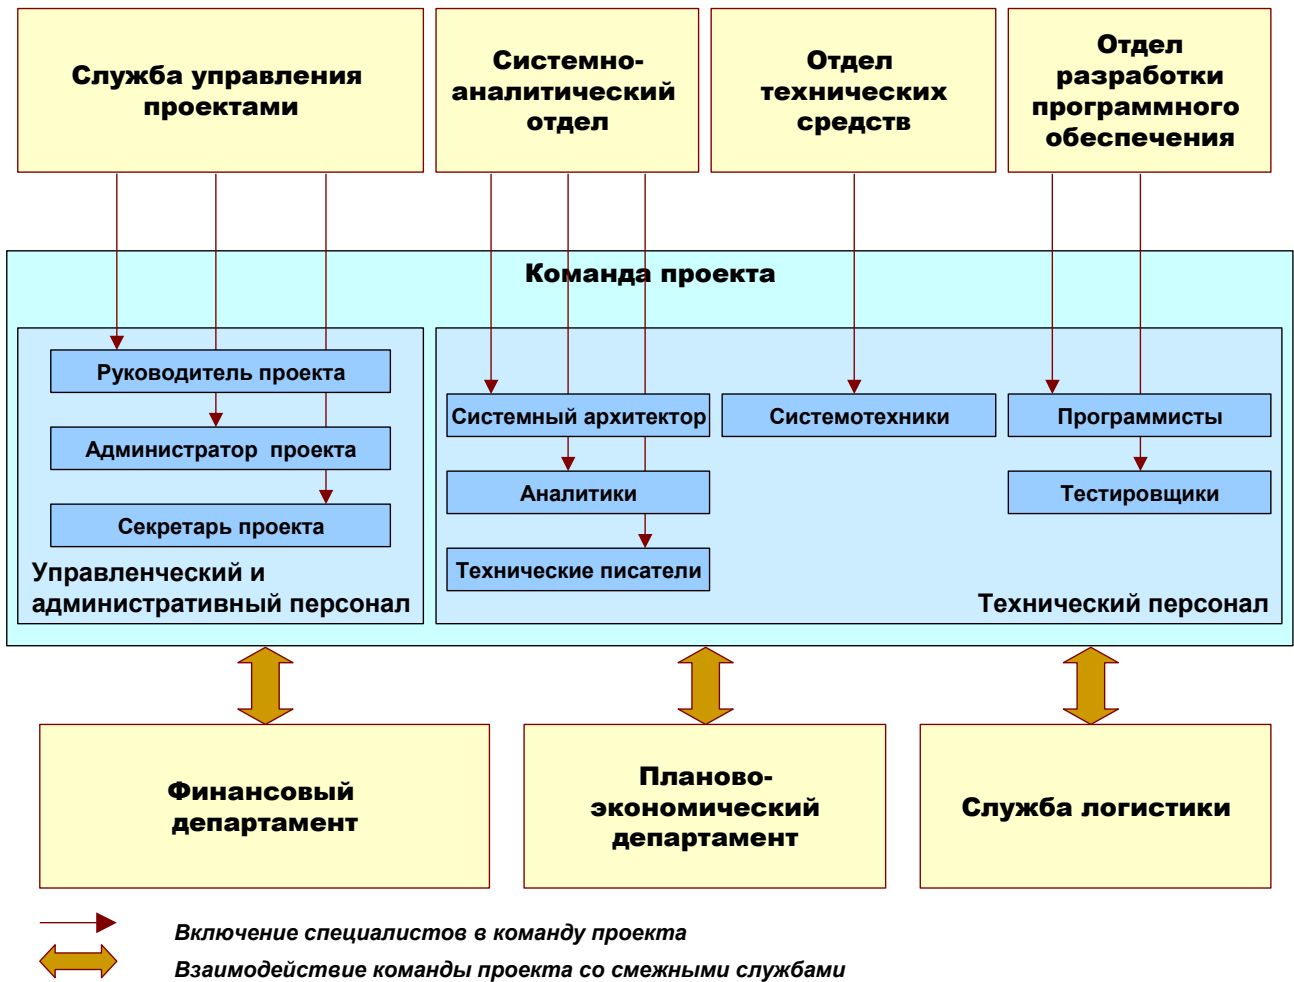 Служба управления
проектами
Системно-
аналитический
отдел
Отдел
технических
средств
Отдел
разработки
программного
обеспечения
Команда проекта
Руководитель проекта
Администратор проекта
Секретарь проекта
Управленческий и
административный персонал
Системный архитектор
Аналитики
Технические писатели
Системотехники
Программисты
Тестировщики
Технический персонал
Финансовый
департамент
Планово-
экономический
департамент
Служба логистики
Включение специалистов в команду проекта
Взаимодействие команды проекта со смежными службами